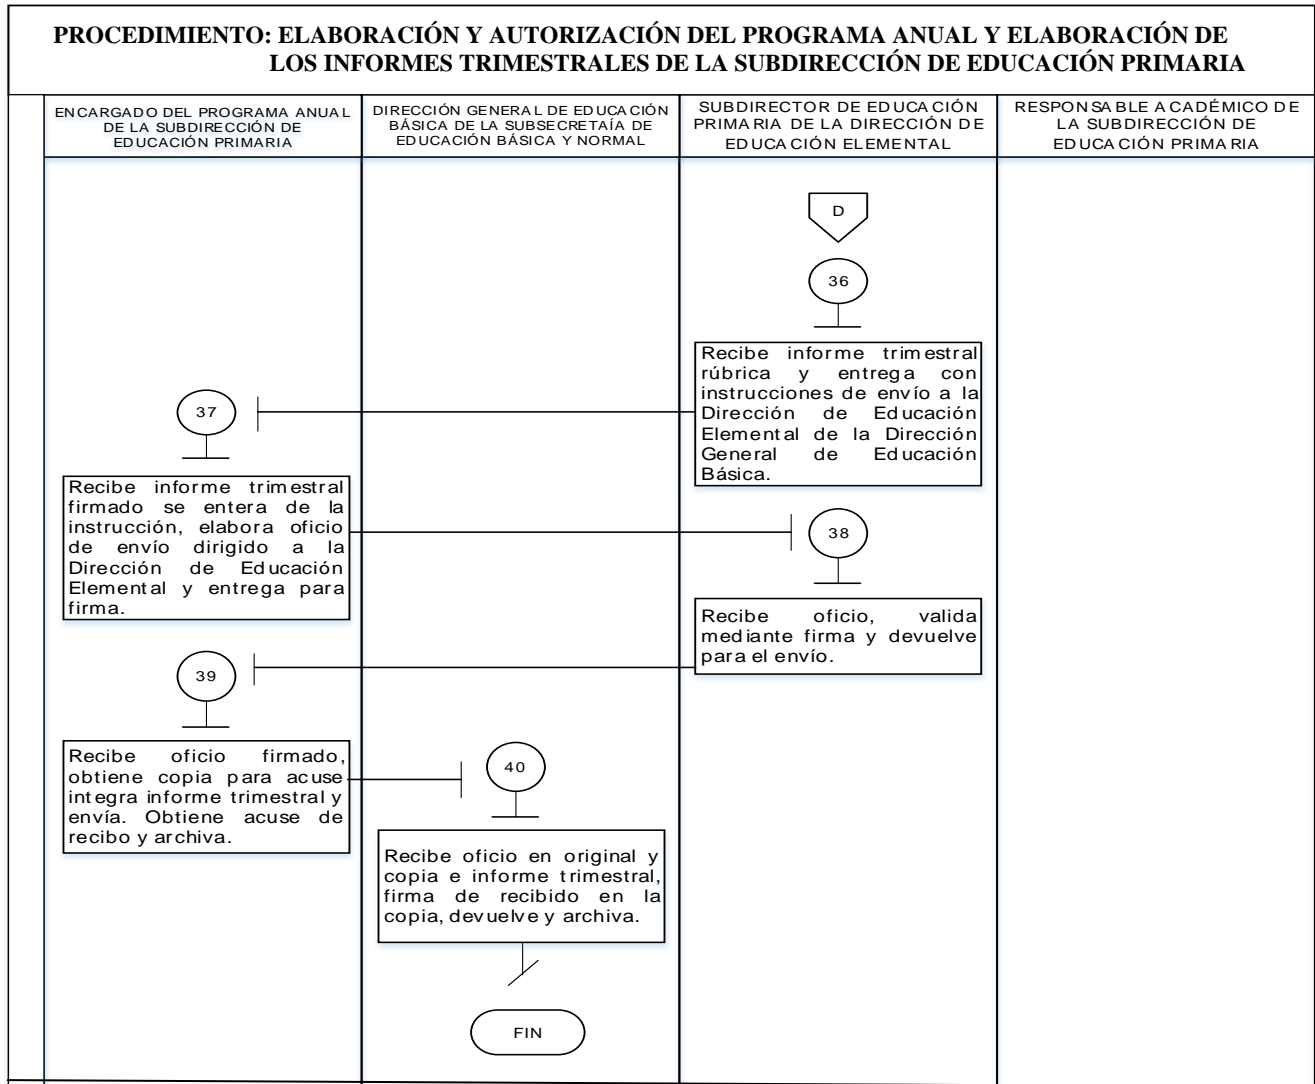 PROCEDIMIENTO: ELABORACIÓN Y AUTORIZACIÓN DEL PROGRAMA ANUAL Y ELABORACIÓN DE
LOS INFORMES TRIMESTRALES DE LA SUBDIRECCIÓN DE EDUCACIÓN PRIMARIA
ENCARGADO DEL PROGRAMA ANUAL
DE LA SUBDIRECCIÓN DE
EDUCACIÓN PRIMARIA
DIRECCIÓN GENERAL DE EDUCACIÓN
BÁSICA DE LA SUBSECRETAÍA DE
EDUCACIÓN BÁSICA Y NORMAL
SUBDIRECTOR DE EDUCACIÓN
PRIMARIA DE LA DIRECCIÓN DE
EDUCACIÓN ELEMENTAL
RESPONSABLE ACADÉMICO DE
LA SUBDIRECCIÓN DE
EDUCACIÓN PRIMARIA
D
36
Recibe informe trimestral
rúbrica y entrega con
instrucciones de envío a la
Dirección de Educación
Elemental de la Dirección
General de Educación
Básica.
37
Recibe informe trimestral
firmado se entera de la
instrucción, elabora oficio
de envío dirigido a la
Dirección de Educación
Elemental y entrega para
firma.
38
Recibe oficio, valida
mediante firma y devuelve
para el envío.
39
Recibe oficio firmado,
obtiene copia para acuse
integra informe trimestral y
envía. Obtiene acuse de
recibo y archiva.
40
Recibe oficio en original y
copia e informe trimestral,
firma de recibido en la
copia, devuelve y archiva.
FIN